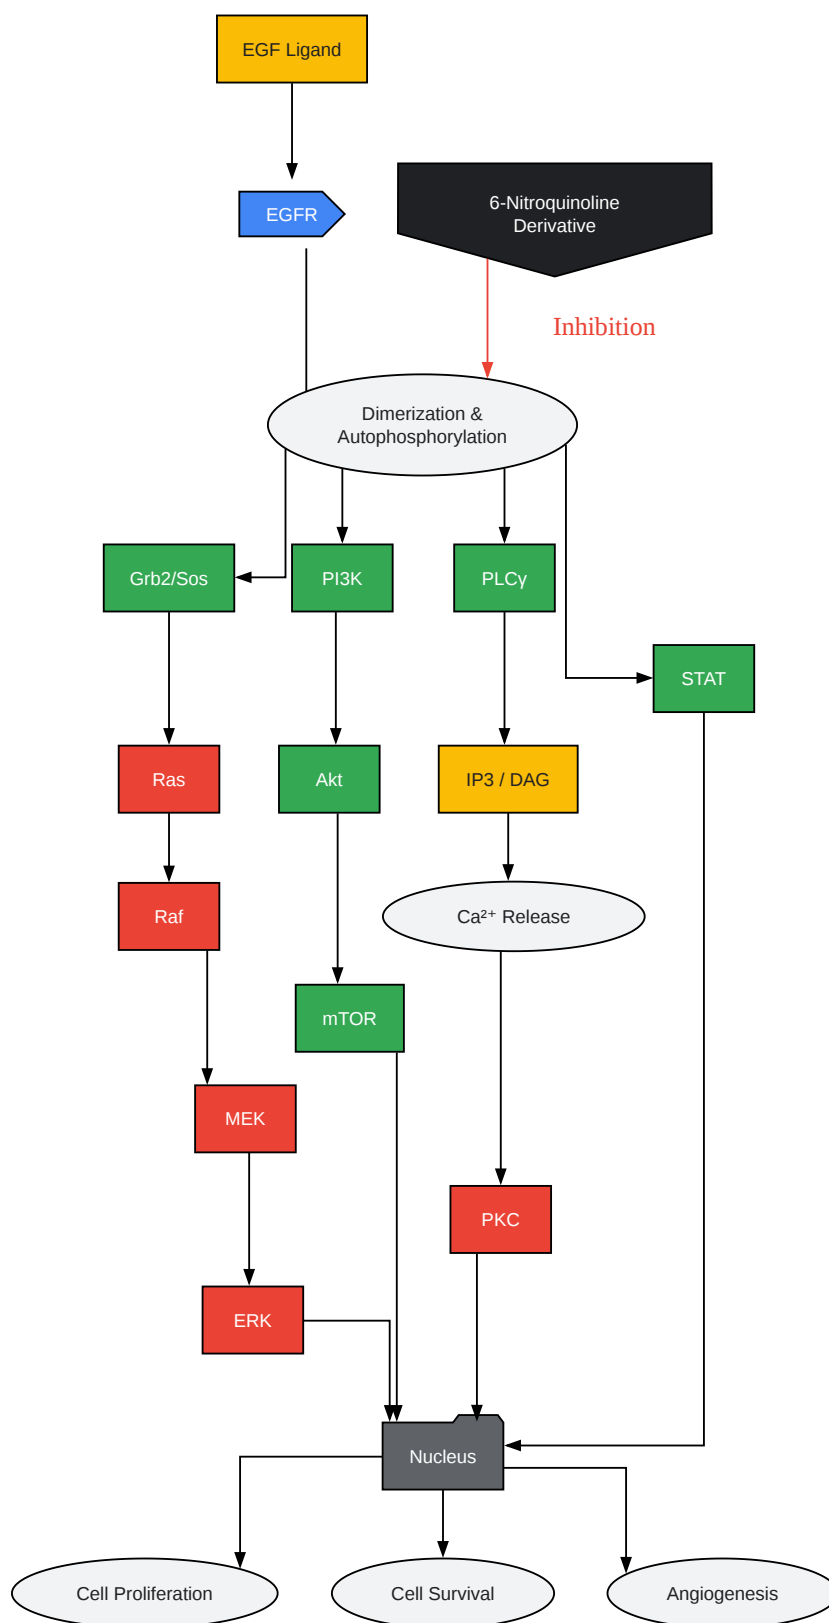 EGF Ligand
6-Nitroquinoline
Derivative
EGFR
Inhibition
Dimerization &
Autophosphorylation
Grb2/Sos
PI3K
PLCγ
STAT
Ras
Akt
IP3 / DAG
Raf
Ca²⁺ Release
mTOR
MEK
PKC
ERK
Nucleus
Cell Proliferation
Cell Survival
Angiogenesis